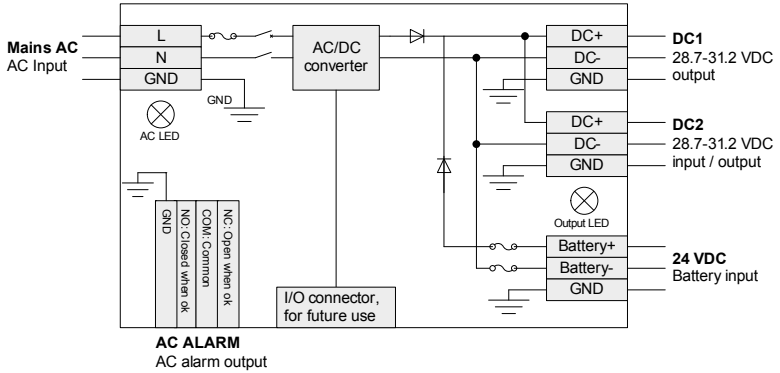 Mains AC
AC Input
L
N
GND
GND
AC LED
AC/DC
converter
DC+
DC-
GND
DC1
28.7-31.2 VDC
output
DC+
DC-
GND
DC2
28.7-31.2 VDC
input / output
Output LED
Battery+
Battery-
GND
24 VDC
Battery input
GND
NO: Closed when ok
COM: Common
NC: Open when ok
AC ALARM
AC alarm output
I/O connector,
for future use